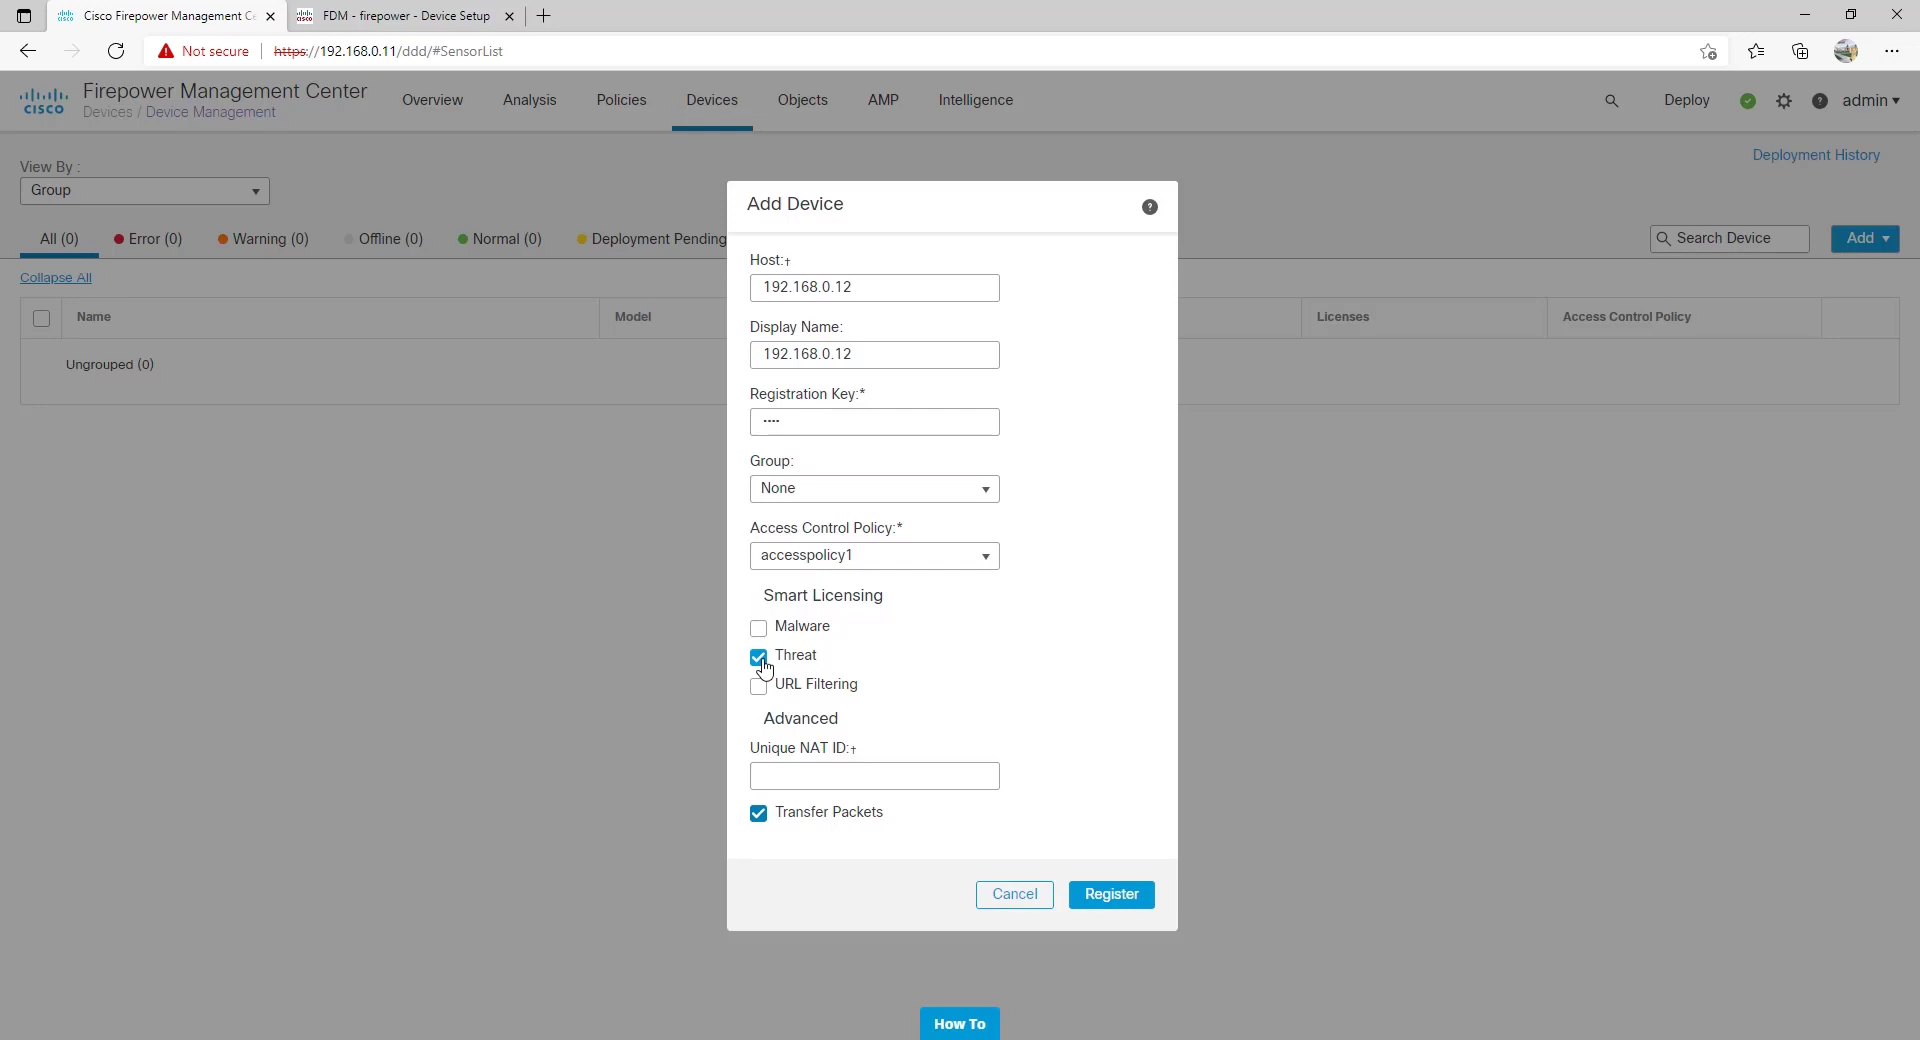 Cisco Firepower Management Ce
FDM - firepower - Device Setup
Not secure
https://192.168.0.11/ddd/#SensorList
CISCO
Firepower Management Center
Devices / Device Management
Overview
Analysis
Policies
Devices
Objects
AMP
Intelligence
Deploy
admin
Deployment History
View By :
Group
All (0)
Error (0)
Warning (0)
Offline (0)
Normal (0)
Deployment Pending
Search Device
Add
Collapse All
Name
Model
Licenses
Access Control Policy
Ungrouped (0)
Add Device
Host:†
192.168.0.12
Display Name:
192.168.0.12
Registration Key:*
····
Group:
None
Access Control Policy:*
accesspolicy1
Smart Licensing
Malware
Threat
URL Filtering
Advanced
Unique NAT ID:†
Transfer Packets
Cancel
Register
How To